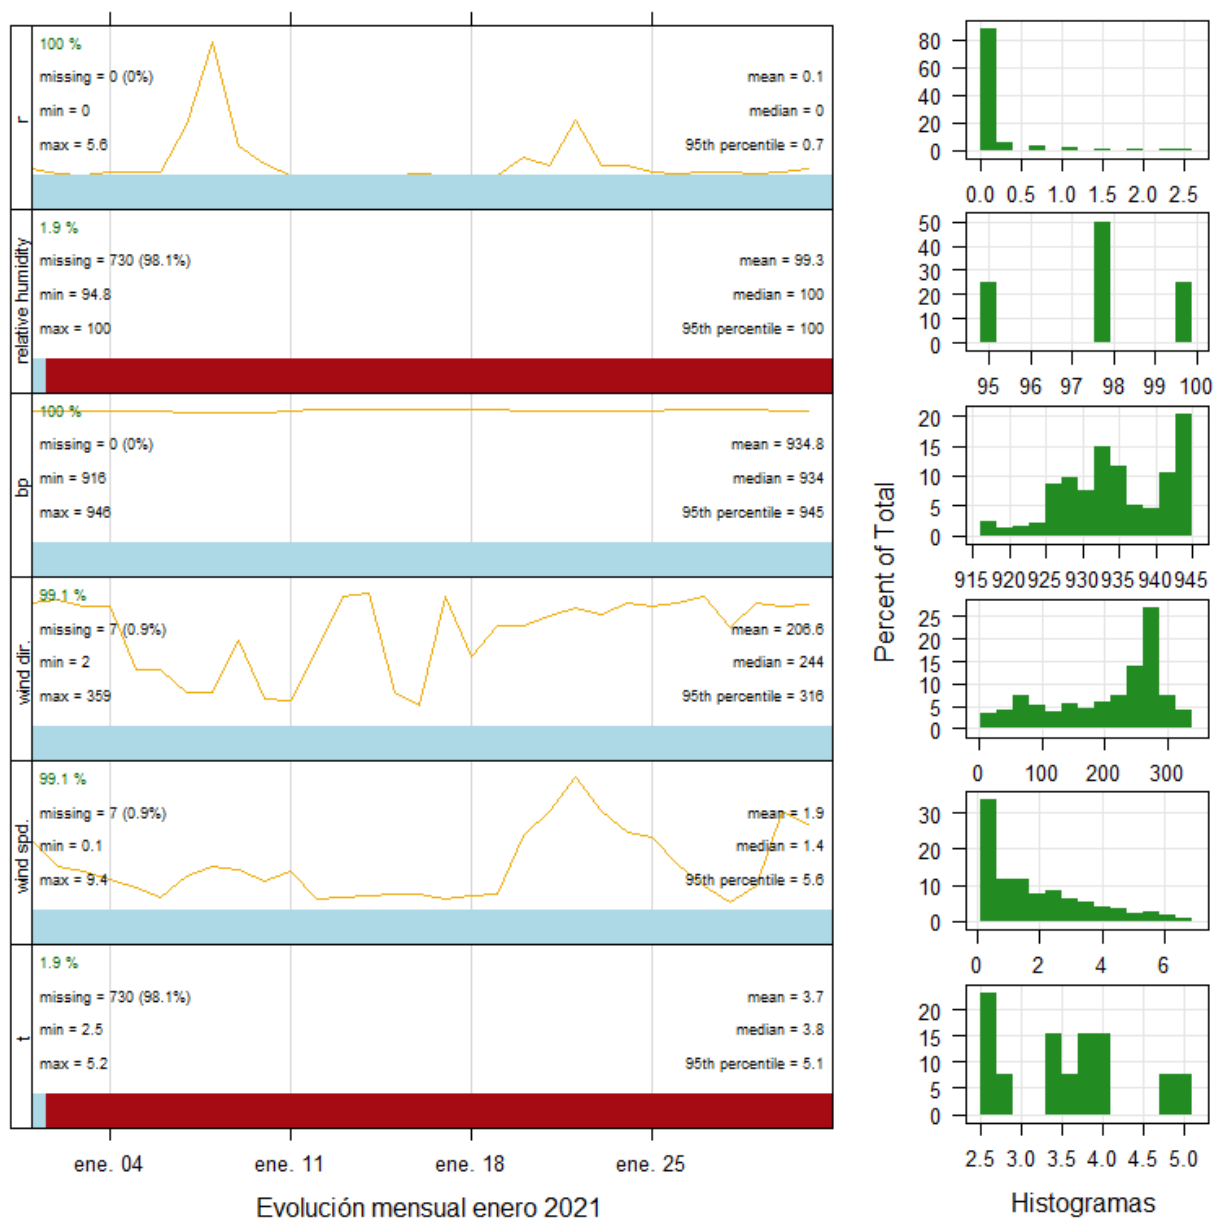 r
100 %
missing = 0 (0%)
min = 0
max = 5.6
mean = 0.1
median = 0
95th percentile = 0.7
relative humidity
1.9 %
missing = 730 (98.1%)
min = 94.8
max = 100
mean = 99.3
median = 100
95th percentile = 100
bp
100 %
missing = 0 (0%)
min = 916
max = 946
mean = 934.8
median = 934
95th percentile = 945
wind dir.
99.1 %
missing = 7 (0.9%)
min = 2
max = 359
mean = 206.6
median = 244
95th percentile = 316
wind spd.
99.1 %
missing = 7 (0.9%)
min = 0.1
max = 9.4
mean = 1.9
median = 1.4
95th percentile = 5.6
t
1.9 %
missing = 730 (98.1%)
min = 2.5
max = 5.2
mean = 3.7
median = 3.8
95th percentile = 5.1
ene. 04 ene. 11 ene. 18 ene. 25
Evolución mensual enero 2021
Percent of Total
80
60
40
20
0
0.0 0.5 1.0 1.5 2.0 2.5
50
40
30
20
10
0
95 96 97 98 99 100
20
15
10
5
0
915 920 925 930 935 940 945
25
20
15
10
5
0
0 100 200 300
30
20
10
0
0 2 4 6
20
15
10
5
0
2.5 3.0 3.5 4.0 4.5 5.0
Histogramas